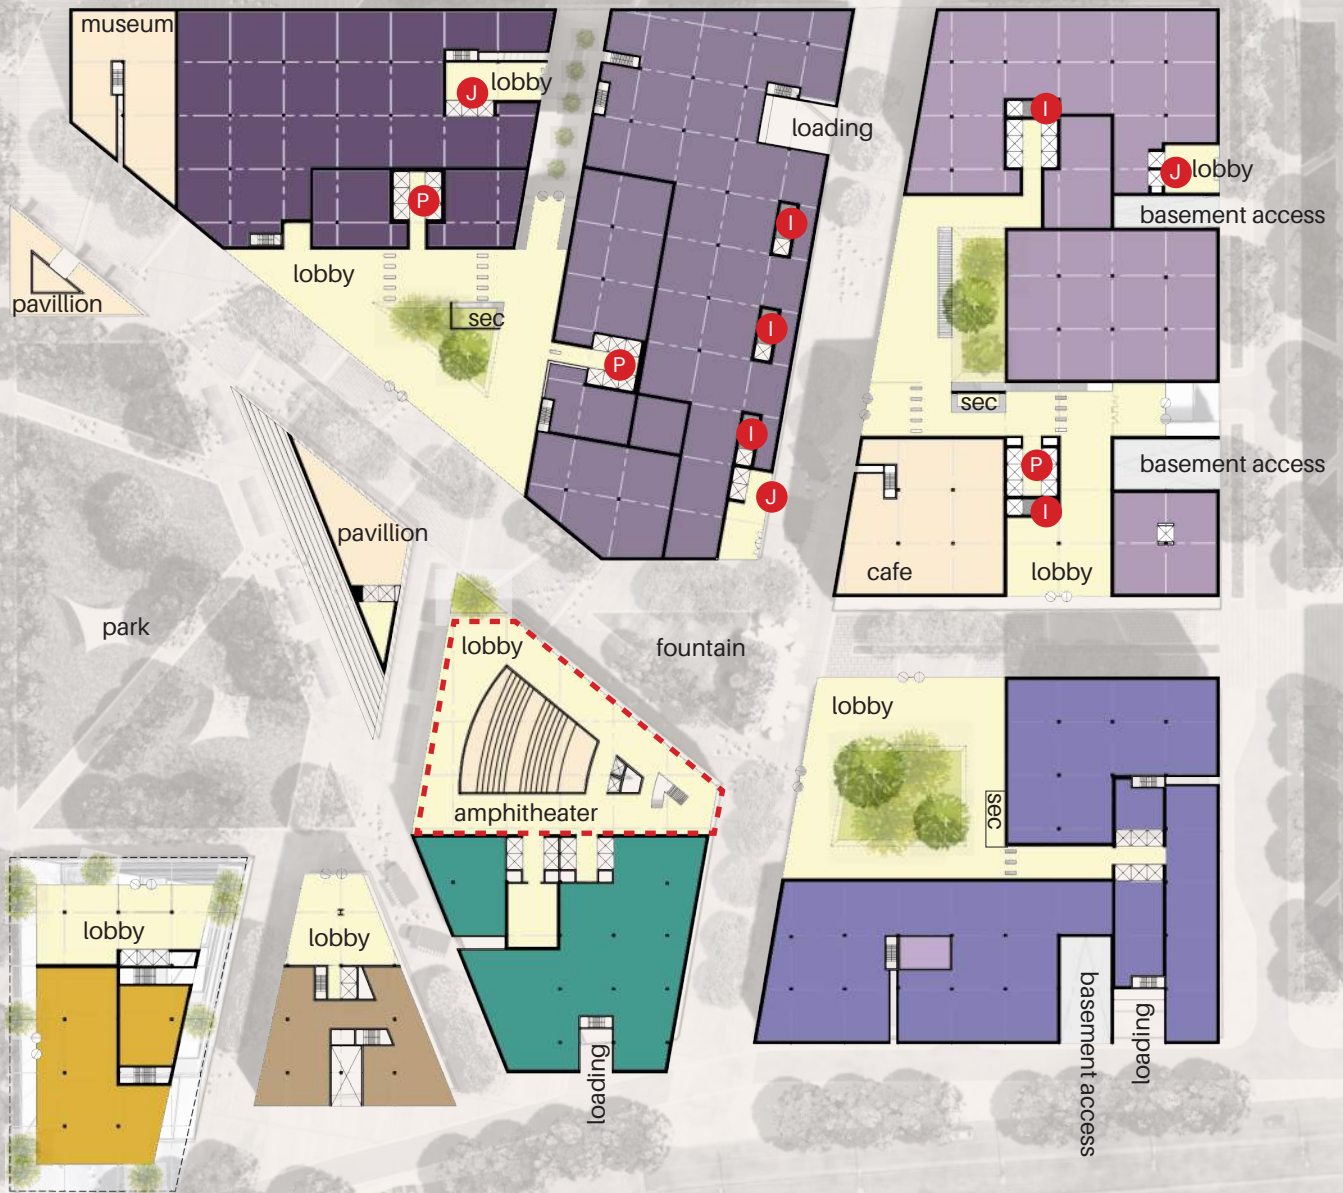 museum
lobby
J
loading
I
J
lobby
P
I
basement access
lobby
pavillion
sec
I
P
sec
I
P
basement access
J
I
pavillion
cafe
lobby
park
lobby
fountain
lobby
amphitheater
sec
lobby
lobby
loading
basement access
loading